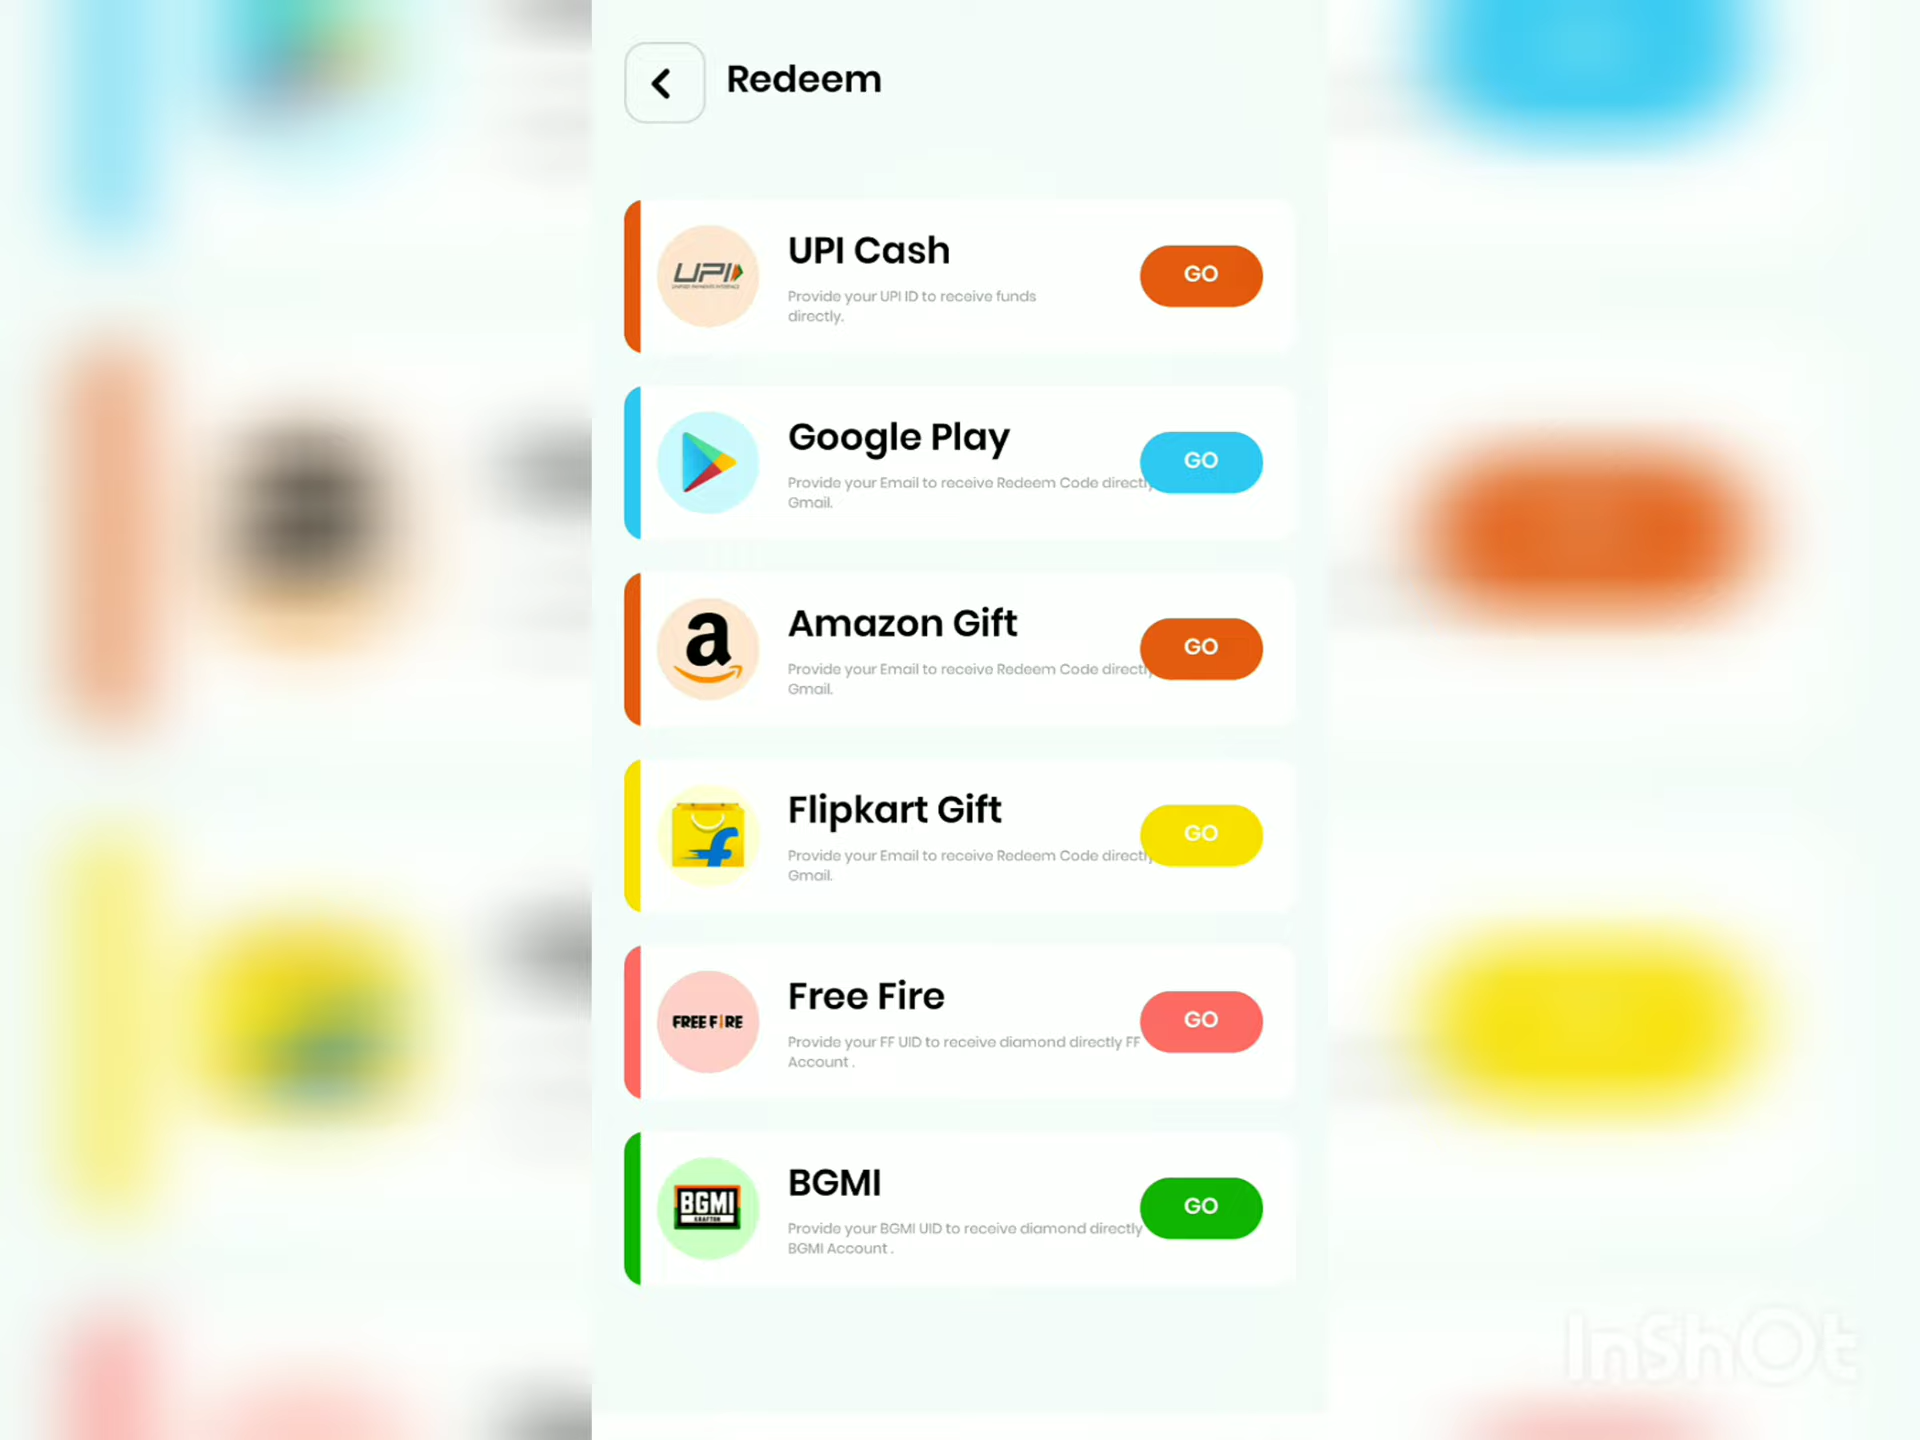 Redeem
UPI
UNIFIED PAYMENTS INTERFACE
UPI Cash
Provide your UPI ID to receive funds
directly.
GO
Google Play
Provide your Email to receive Redeem Code directly
Gmail.
GO
a
Amazon Gift
Provide your Email to receive Redeem Code directly
Gmail.
GO
f
Flipkart Gift
Provide your Email to receive Redeem Code directly
Gmail.
GO
FREE FIRE
Free Fire
Provide your FF UID to receive diamond directly FF
Account .
GO
BGMI
KRAFTON
BGMI
Provide your BGMI UID to receive diamond directly
BGMI Account .
GO
InShOt